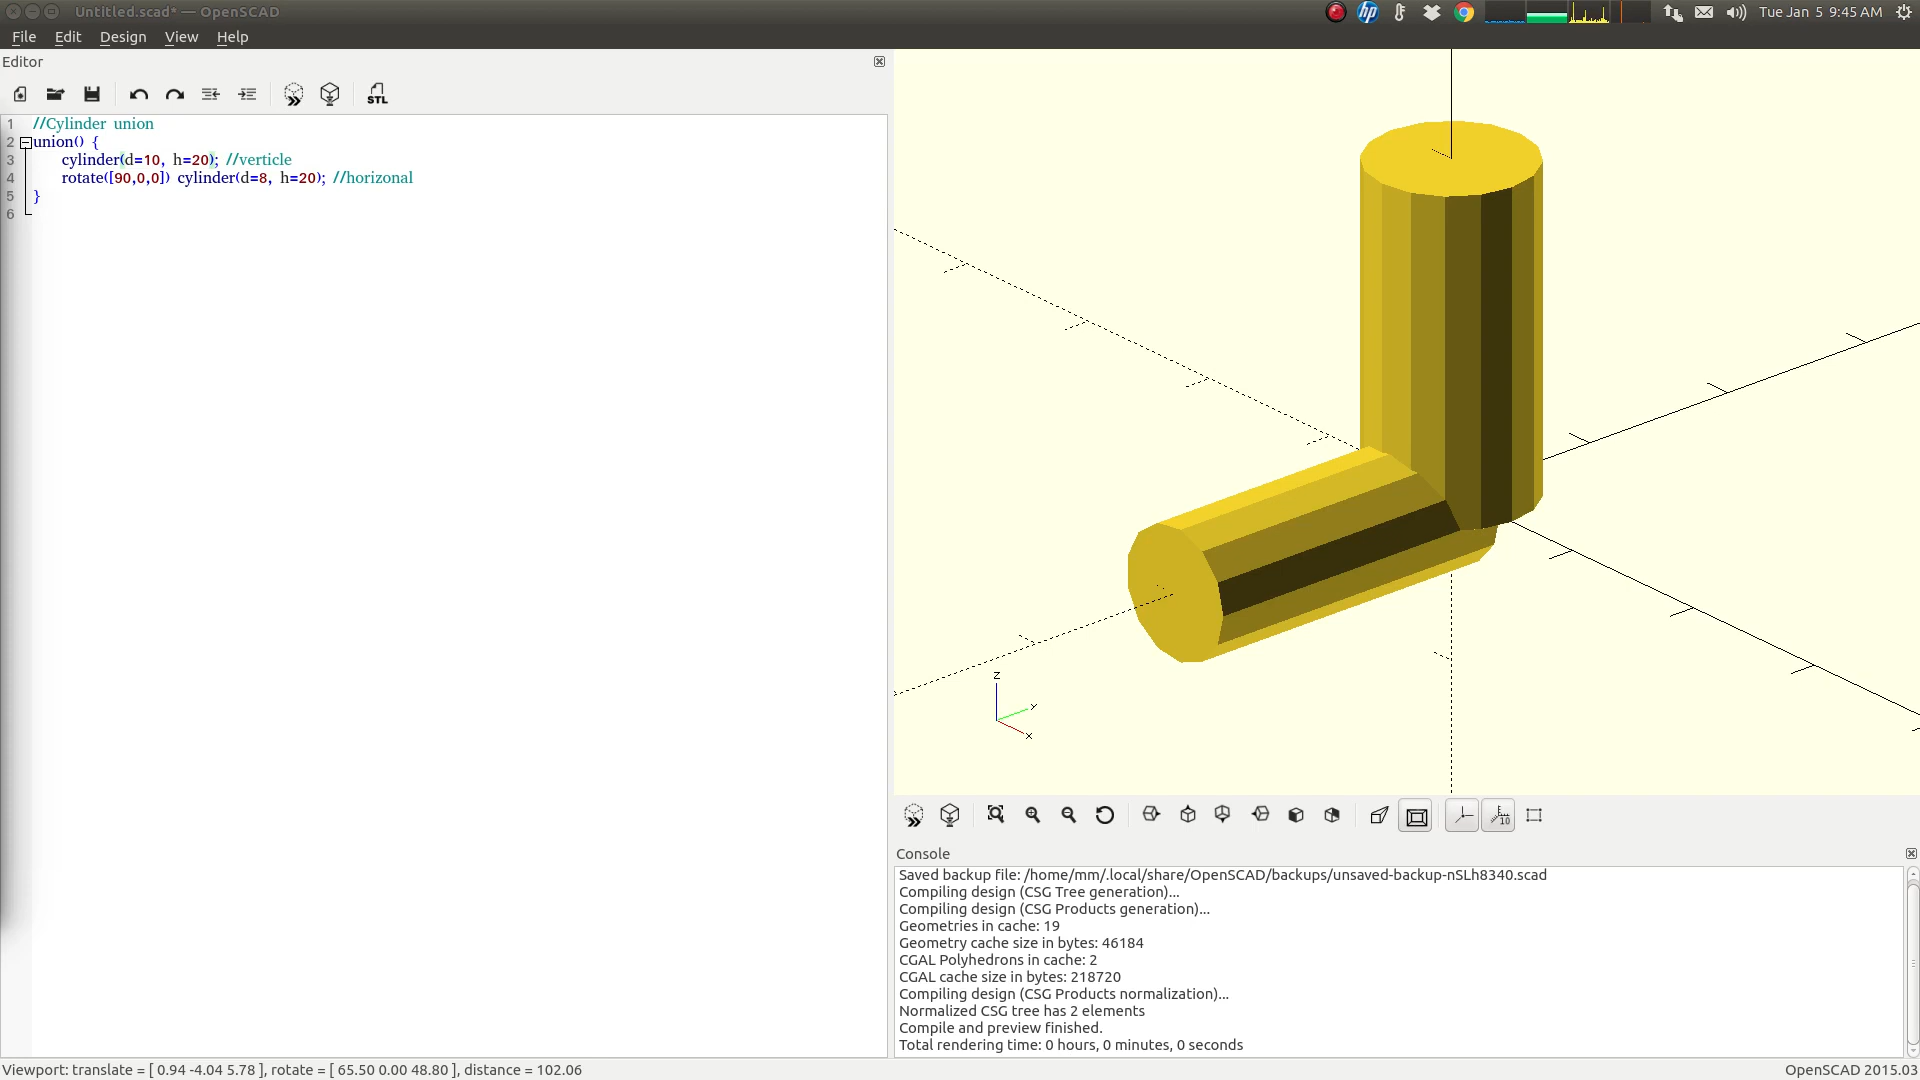 Untitled.scad* — OpenSCAD
Tue Jan 5 9:45 AM
File Edit Design View Help
Editor
STL
1 //Cylinder union
2 union() {
3 cylinder(d=10, h=20); //verticle
4 rotate([90,0,0]) cylinder(d=8, h=20); //horizonal
5 }
6
z
y
x
10
Console
Saved backup file: /home/mm/.local/share/OpenSCAD/backups/unsaved-backup-nSLh8340.scad
Compiling design (CSG Tree generation)...
Compiling design (CSG Products generation)...
Geometries in cache: 19
Geometry cache size in bytes: 46184
CGAL Polyhedrons in cache: 2
CGAL cache size in bytes: 218720
Compiling design (CSG Products normalization)...
Normalized CSG tree has 2 elements
Compile and preview finished.
Total rendering time: 0 hours, 0 minutes, 0 seconds
Viewport: translate = [ 0.94 -4.04 5.78 ], rotate = [ 65.50 0.00 48.80 ], distance = 102.06
OpenSCAD 2015.03